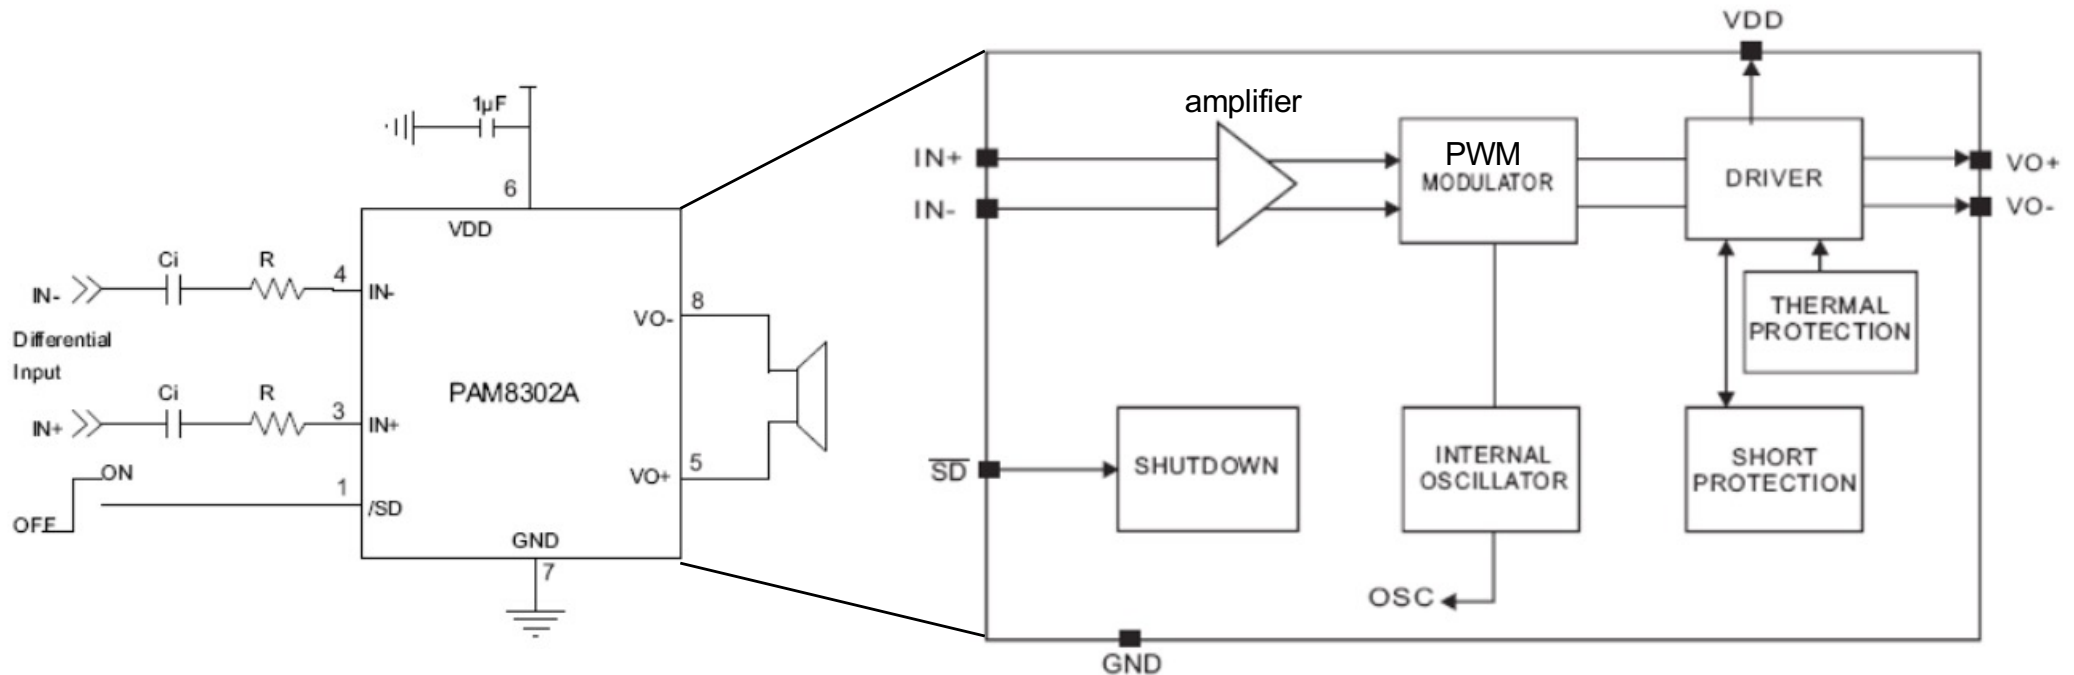 1µF
6
VDD
Ci
R
4
IN-
IN-
Differential
Input
Ci
R
3
IN+
IN+
ON
1
OFF
/SD
PAM8302A
VO-
8
VO+
5
GND
7
VDD
amplifier
IN+
IN-
PWM
MODULATOR
DRIVER
VO+
VO-
THERMAL
PROTECTION
SD
SHUTDOWN
INTERNAL
OSCILLATOR
SHORT
PROTECTION
OSC
GND